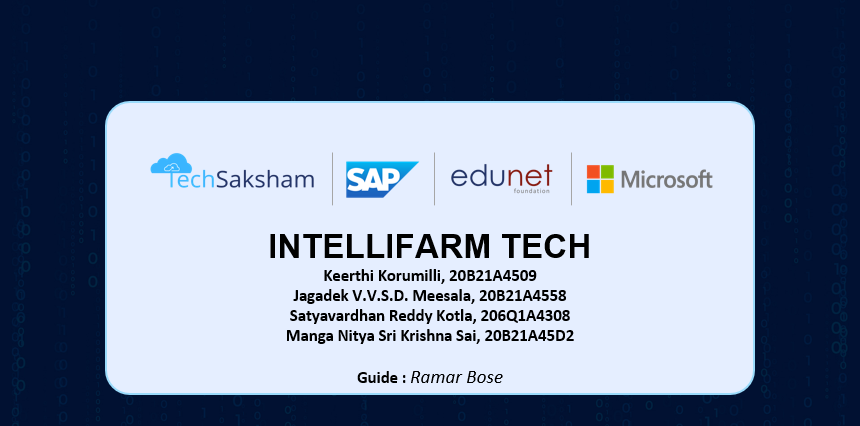 TechSaksham
SAP
edunet
foundation
Microsoft
INTELLIFARM TECH
Keerthi Korumilli, 20B21A4509
Jagadek V.V.S.D. Meesala, 20B21A4558
Satyavardhan Reddy Kotla, 206Q1A4308
Manga Nitya Sri Krishna Sai, 20B21A45D2
Guide : Ramar Bose